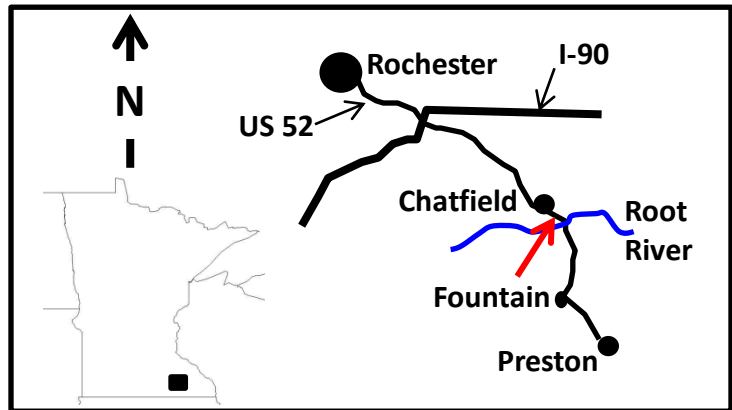 N
Rochester
I-90
US 52
Chatfield
Root
River
Fountain
Preston